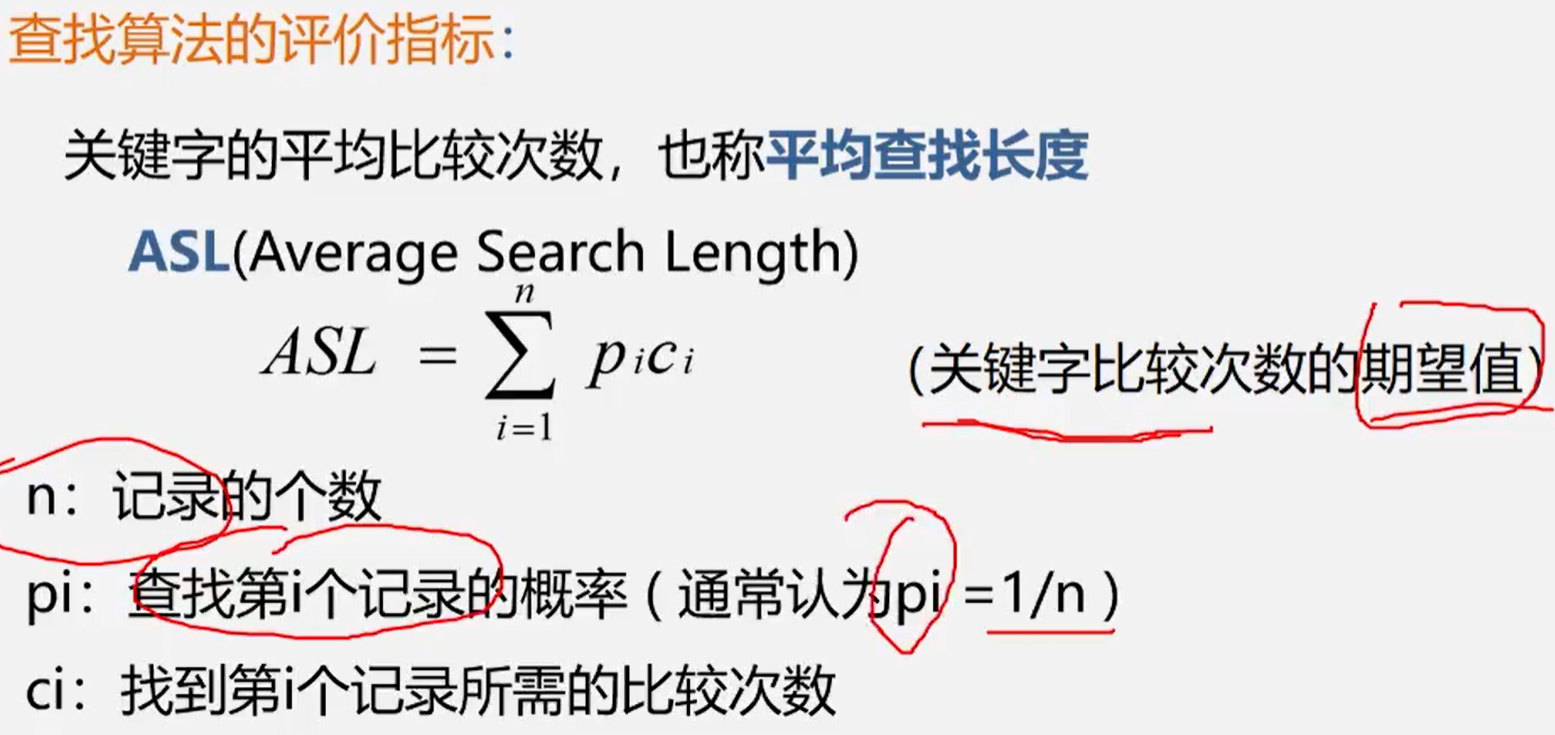 查找算法的评价指标：
关键字的平均比较次数，也称平均查找长度
ASL(Average Search Length)
n
ASL = ∑ pici （关键字比较次数的期望值）
i=1
n：记录的个数
pi：查找第i个记录的概率 ( 通常认为pi =1/n )
ci：找到第i个记录所需的比较次数